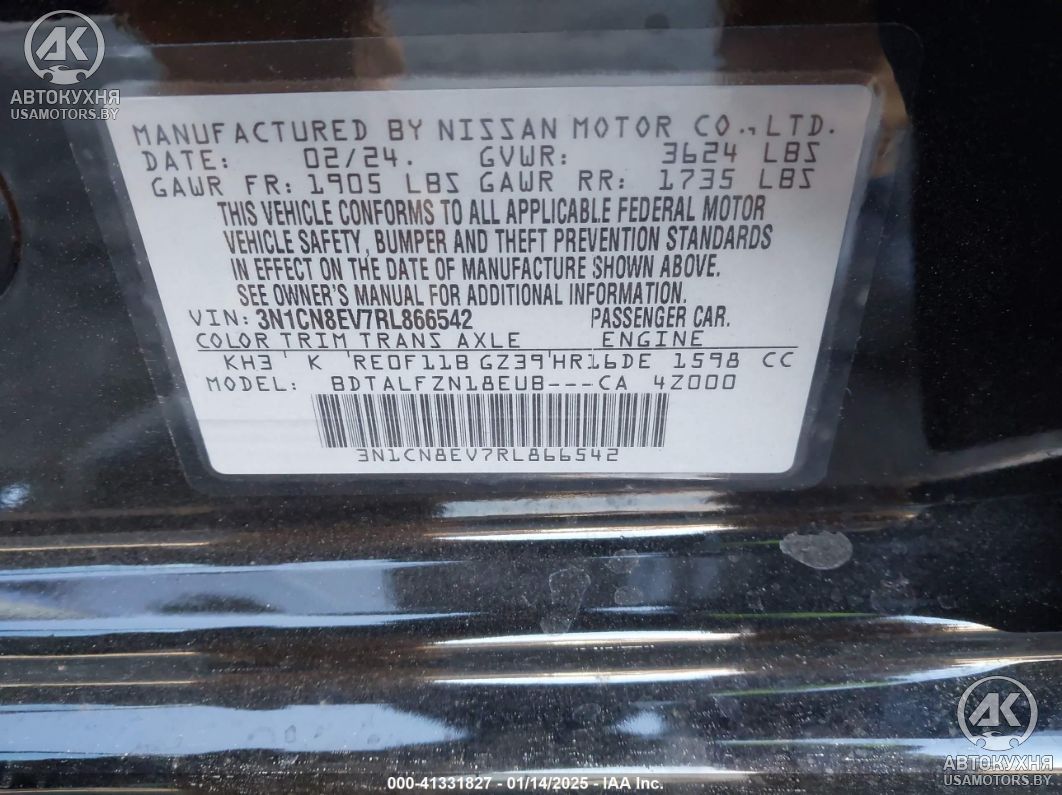 AK
АВТОКУХНЯ
USAMOTORS.BY
MANUFACTURED BY NISSAN MOTOR CO., LTD.
DATE: 02/24. GVWR: 3624 LBS
GAWR FR: 1905 LBS GAWR RR: 1735 LBS
THIS VEHICLE CONFORMS TO ALL APPLICABLE FEDERAL MOTOR
VEHICLE SAFETY, BUMPER AND THEFT PREVENTION STANDARDS
IN EFFECT ON THE DATE OF MANUFACTURE SHOWN ABOVE.
SEE OWNER'S MANUAL FOR ADDITIONAL INFORMATION.
VIN: 3N1CN8EV7RL866542 PASSENGER CAR.
COLOR TRIM TRANS AXLE ENGINE
KH3 K RE0F11B GZ39 HR16DE 1598 CC
MODEL: BDTALFZN18EUB---CA 4Z000
3N1CN8EV7RL866542
AK
АВТОКУХНЯ
USAMOTORS.BY
000-41331827 - 01/14/2025 - IAA Inc.